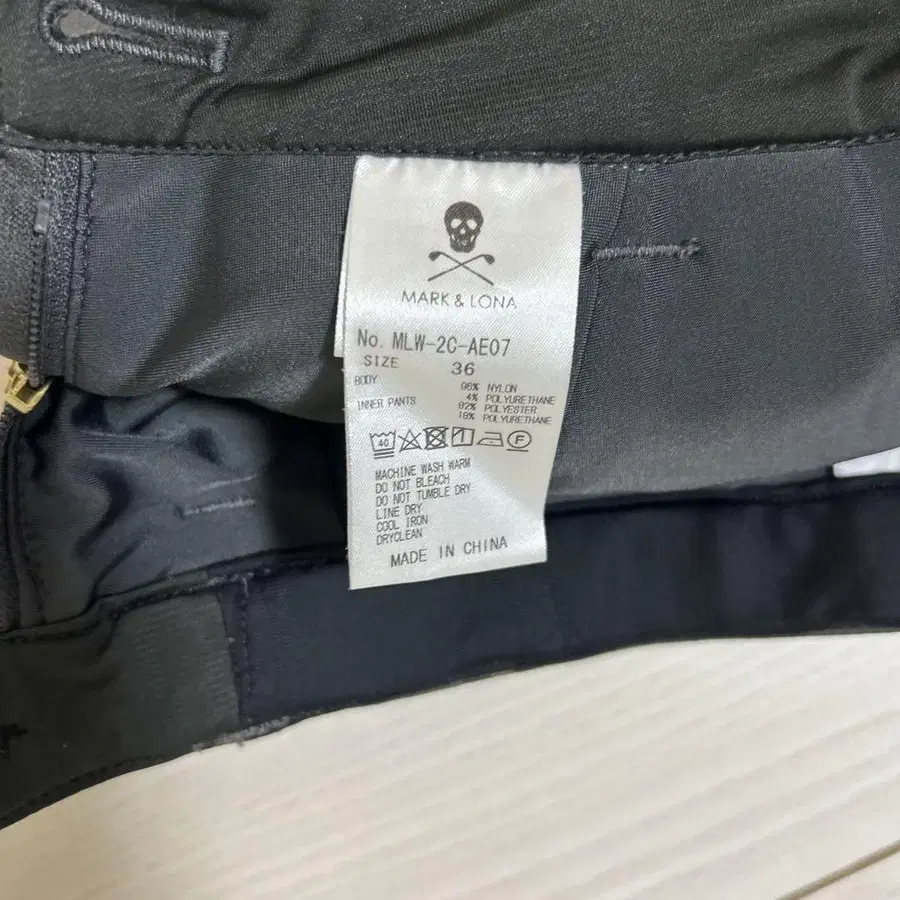 MARK & LONA
No. MLW-2C-AE07
SIZE 36
BODY 96% NYLON
4% POLYURETHANE
INNER PANTS 82% POLYESTER
18% POLYURETHANE
40 1 F
MACHINE WASH WARM
DO NOT BLEACH
DO NOT TUMBLE DRY
LINE DRY
COOL IRON
DRYCLEAN
MADE IN CHINA